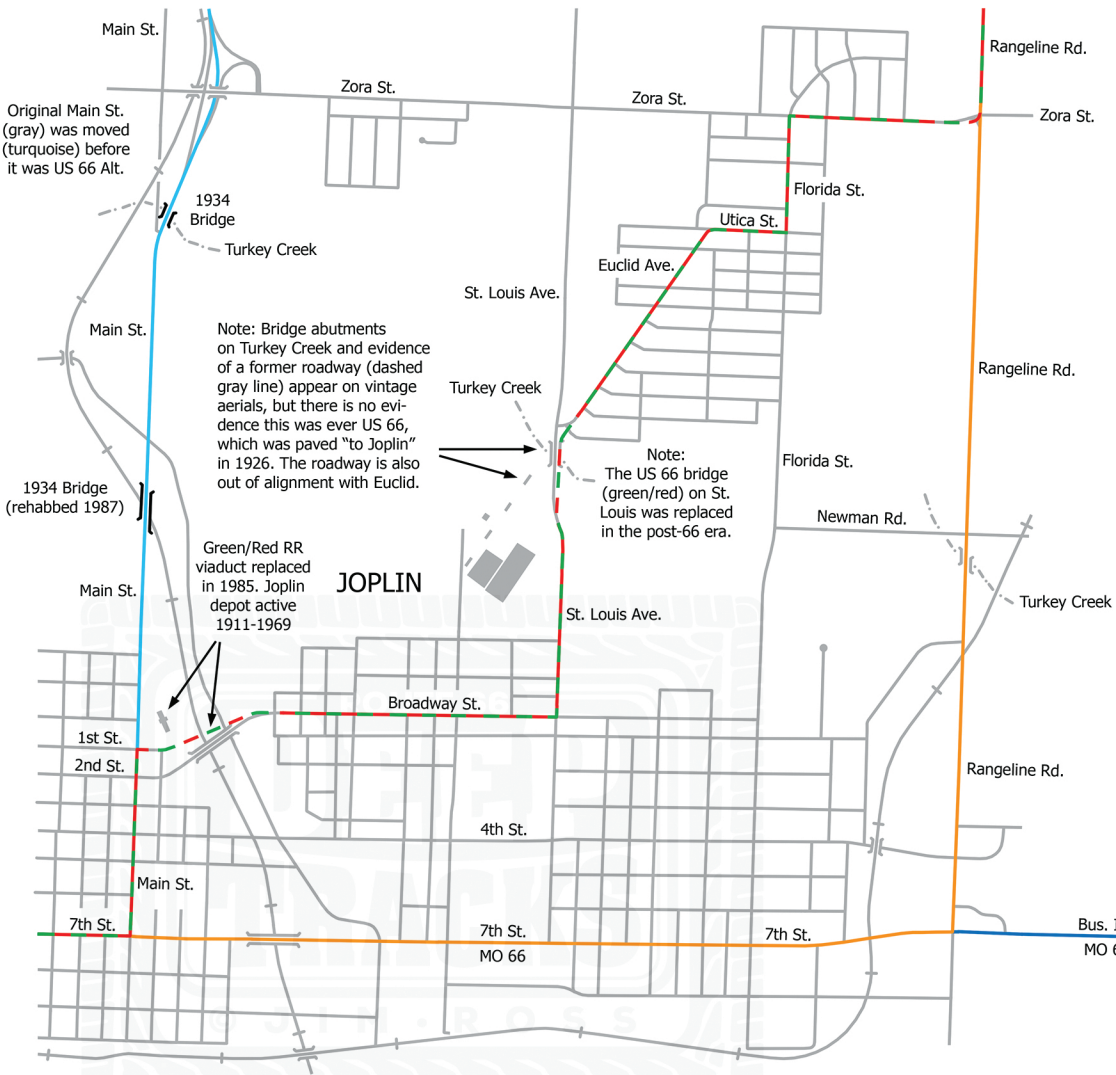 Main St.
Rangeline Rd.
Zora St.
Zora St.
Zora St.
Original Main St.
(gray) was moved
(turquoise) before
it was US 66 Alt.
1934
Bridge
Turkey Creek
Florida St.
Utica St.
Euclid Ave.
St. Louis Ave.
Main St.
Note: Bridge abutments
on Turkey Creek and evidence
of a former roadway (dashed
gray line) appear on vintage
aerials, but there is no evi-
dence this was ever US 66,
which was paved "to Joplin"
in 1926. The roadway is also
out of alignment with Euclid.
Rangeline Rd.
Turkey Creek
Note:
The US 66 bridge
(green/red) on St.
Louis was replaced
in the post-66 era.
Florida St.
1934 Bridge
(rehabbed 1987)
Newman Rd.
Green/Red RR
viaduct replaced
in 1985. Joplin
depot active
1911-1969
JOPLIN
Main St.
Turkey Creek
St. Louis Ave.
Broadway St.
1st St.
2nd St.
Rangeline Rd.
4th St.
Main St.
7th St.
7th St.
MO 66
7th St.
Bus.
MO
DEEP
TRACKS
© JIM · ROSS